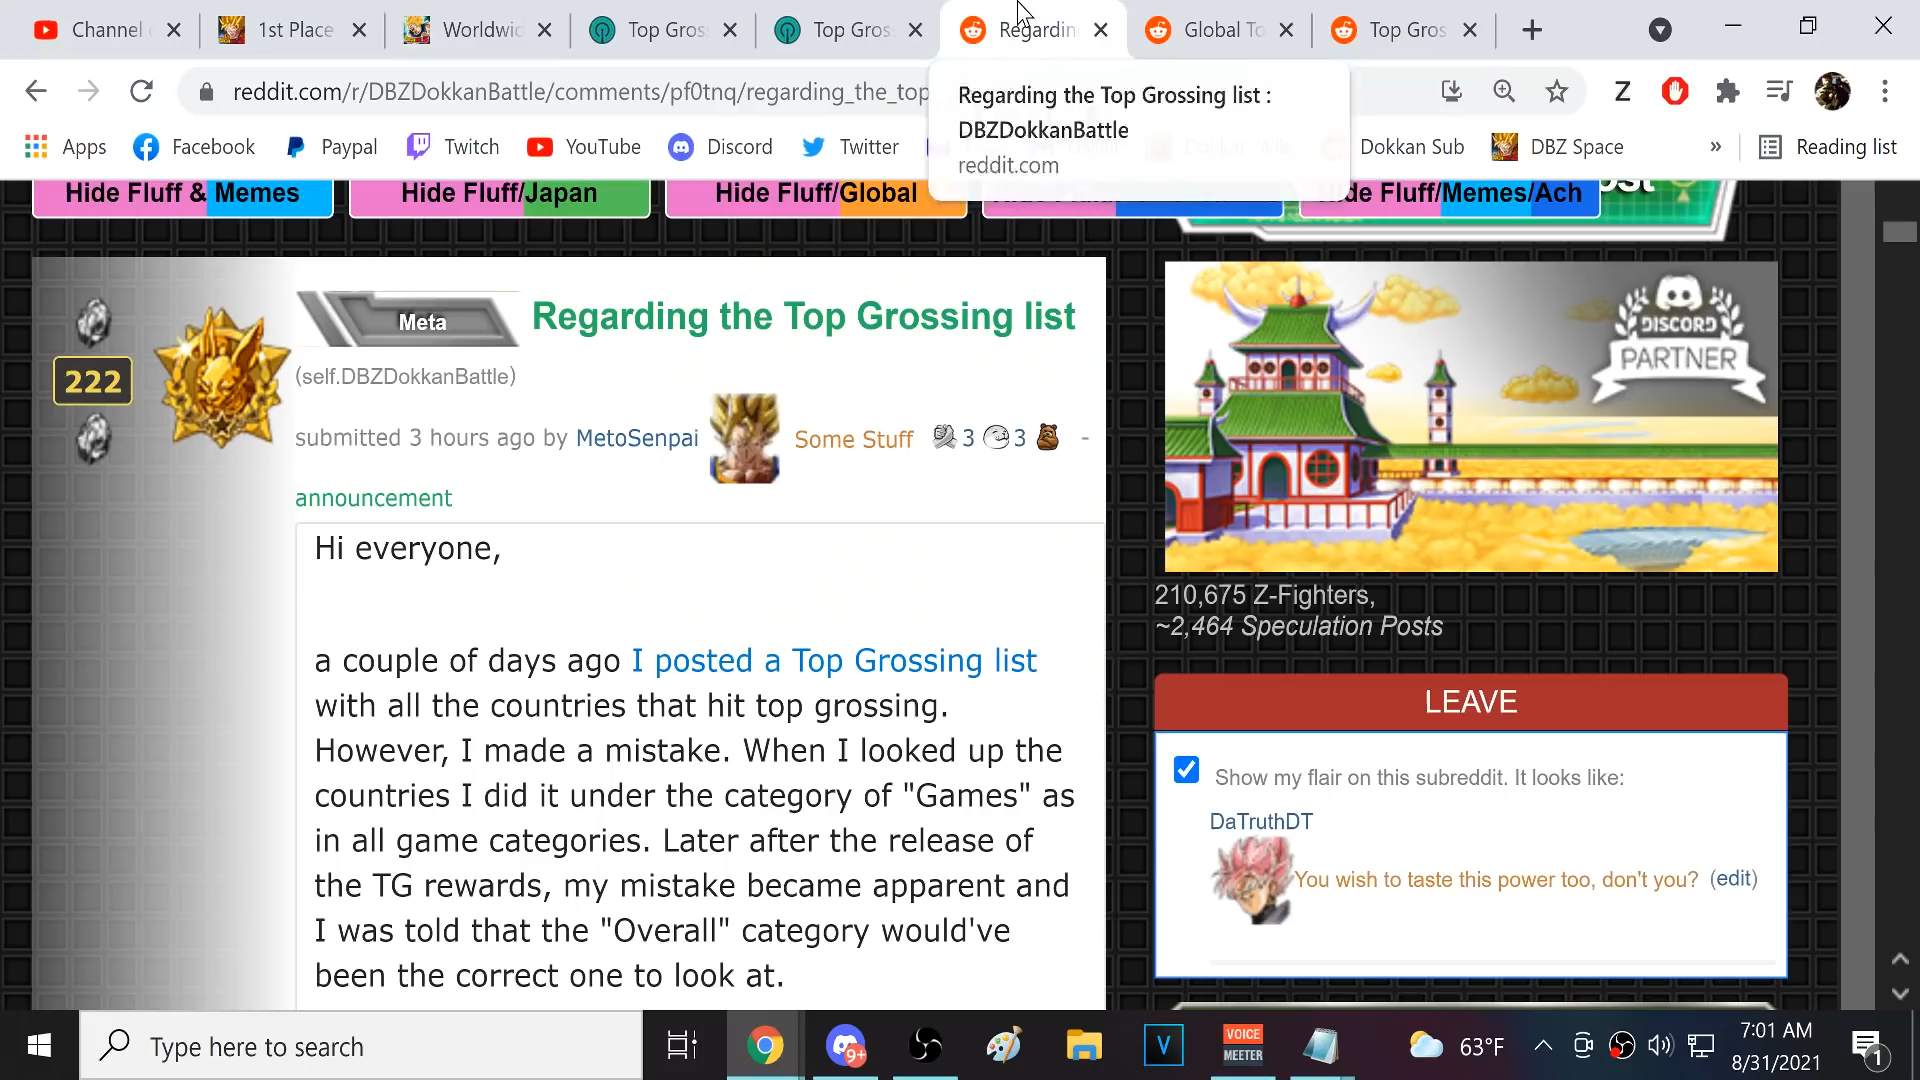 Channel
1st Place
Worldwi
Top Gros
Top Gros
Regardin
Global To
Top Gros
reddit.com/r/DBZDokkanBattle/comments/pf0tnq/regarding_the_top
Z
Regarding the Top Grossing list :
DBZDokkanBattle
reddit.com
Apps
Facebook
Paypal
Twitch
YouTube
Discord
Twitter
Dokkan Sub
DBZ Space
»
Reading list
Hide Fluff & Memes
Hide Fluff/Japan
Hide Fluff/Global
Hide Fluff/Memes/Ach
Meta
Regarding the Top Grossing list
222
(self.DBZDokkanBattle)
submitted 3 hours ago by MetoSenpai Some Stuff 3 3 -
announcement
Hi everyone,
a couple of days ago I posted a Top Grossing list
with all the countries that hit top grossing.
However, I made a mistake. When I looked up the
countries I did it under the category of "Games" as
in all game categories. Later after the release of
the TG rewards, my mistake became apparent and
I was told that the "Overall" category would've
been the correct one to look at.
DISCORD
PARTNER
210,675 Z-Fighters,
~2,464 Speculation Posts
LEAVE
Show my flair on this subreddit. It looks like:
DaTruthDT
You wish to taste this power too, don't you? (edit)
Type here to search
9+
V
VOICE
MEETER
63°F
7:01 AM
8/31/2021
1